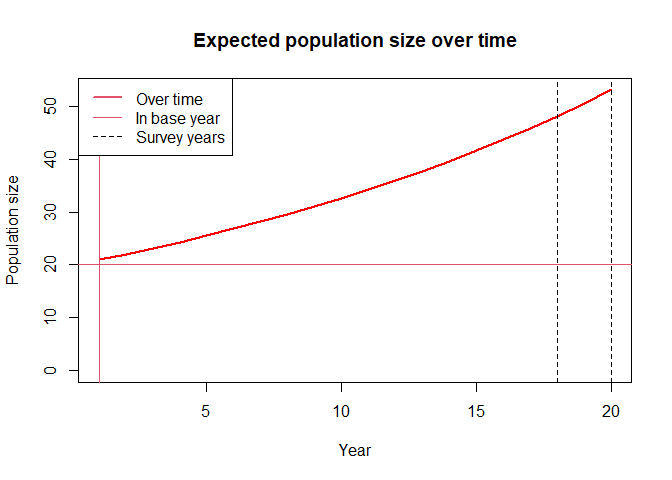 Expected population size over time
Over time
In base year
Survey years
Population size
50
40
30
20
10
0
5
10
15
20
Year